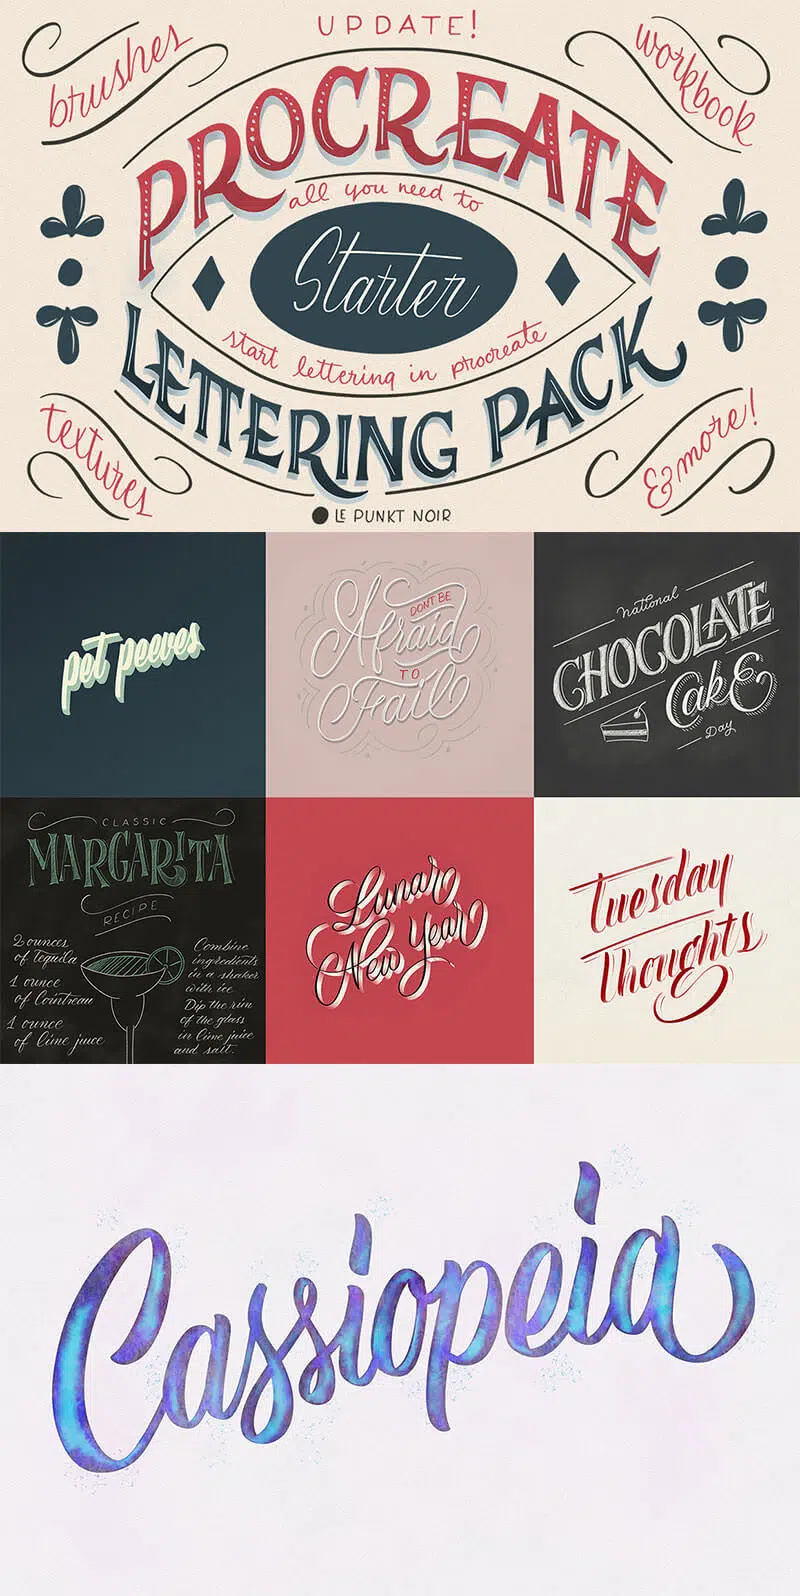 UPDATE!
brushes
workbook
PROCREATE
all you need to
Starter
start lettering in procreate
LETTERING PACK
textures
& more!
LE PUNKT NOIR
pet peeves
DONT BE
Afraid
TO
Fail
national
CHOCOLATE
Cake
Day
CLASSIC
MARGARITA
RECIPE
2 ounces
of Tequila
1 ounce
of Cointreau
1 ounce
of lime juice
Combine
ingredients
in a shaker
with ice.
Dip the rim
of the glass
in lime juice
and salt.
Lunar
New Year
Tuesday
Thoughts
Cassiopeia